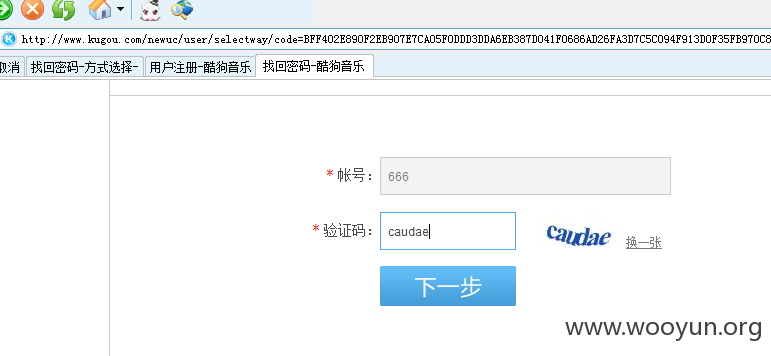 http://www.kugou.com/newuc/user/selectway/code=BFF402E890F2EB907E7CA05F0DDD3DDA6EB387D041F0686AD26FA3D7C5C094F913D0F35FB970C8
取消 找回密码-方式选择- 用户注册-酷狗音乐 找回密码-酷狗音乐
*帐号： 666
*验证码： caudae caudae 换一张
下一步
www.wooyun.org